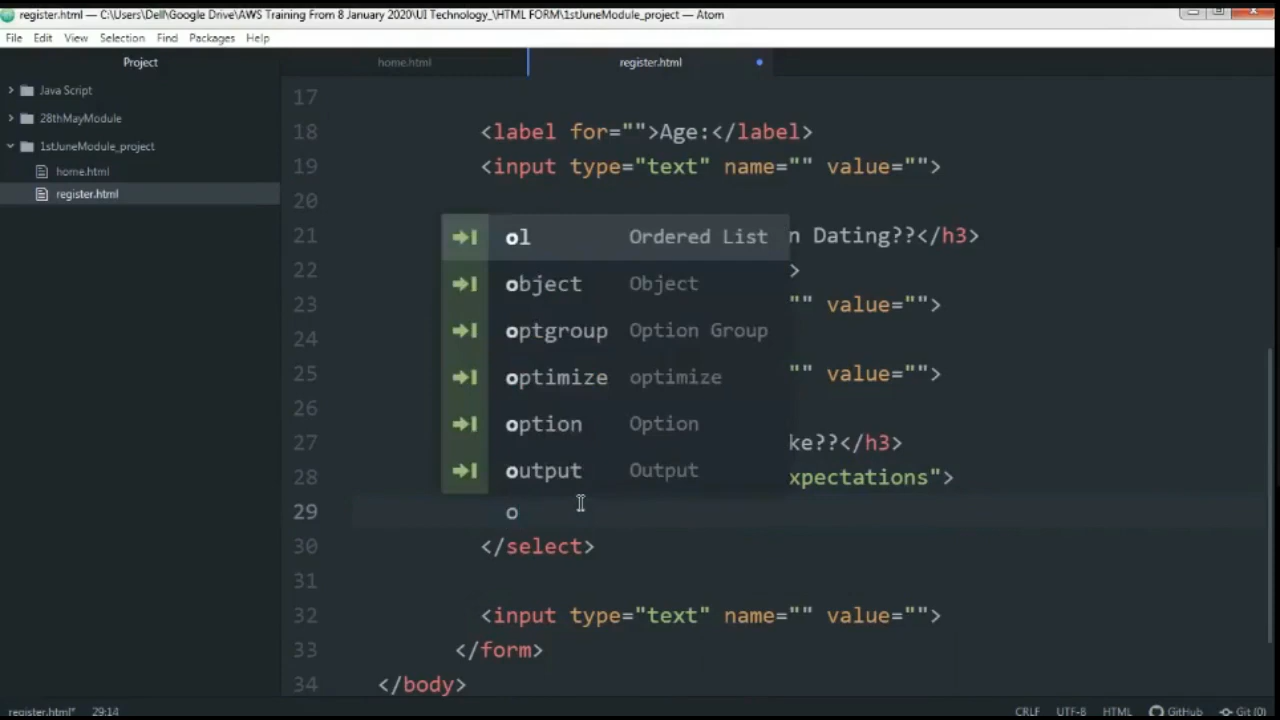 register.html — C:\Users\Dell\Google Drive\AWS Training From 8 January 2020\UI Technology_\HTML FORM\1stJuneModule_project — Atom
File Edit View Selection Find Packages Help
Project
home.html
register.html
Java Script
28thMayModule
1stJuneModule_project
home.html
register.html
17
18 <label for="">Age:</label>
19 <input type="text" name="" value="">
20
21 n Dating??</h3>
22 >
23 "" value="">
24
25 "" value="">
26
27 ke??</h3>
28 xpectations">
29 o
30 </select>
31
32 <input type="text" name="" value="">
33 </form>
34 </body>
ol Ordered List
object Object
optgroup Option Group
optimize optimize
option Option
output Output
register.html* 29:14 CRLF UTF-8 HTML GitHub Git (0)